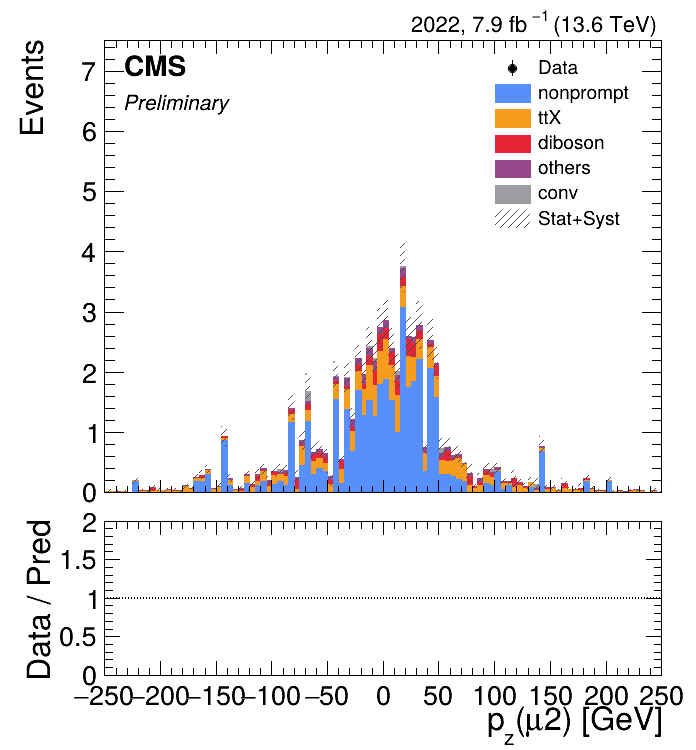 2022, 7.9 fb⁻¹ (13.6 TeV)
CMS
Preliminary
Events
7
6
5
4
3
2
1
0
Data
nonprompt
ttX
diboson
others
conv
Stat+Syst
Data / Pred
2
1.5
1
0.5
0
−250 −200 −150 −100 −50 0 50 100 150 200 250
p_z(μ2) [GeV]